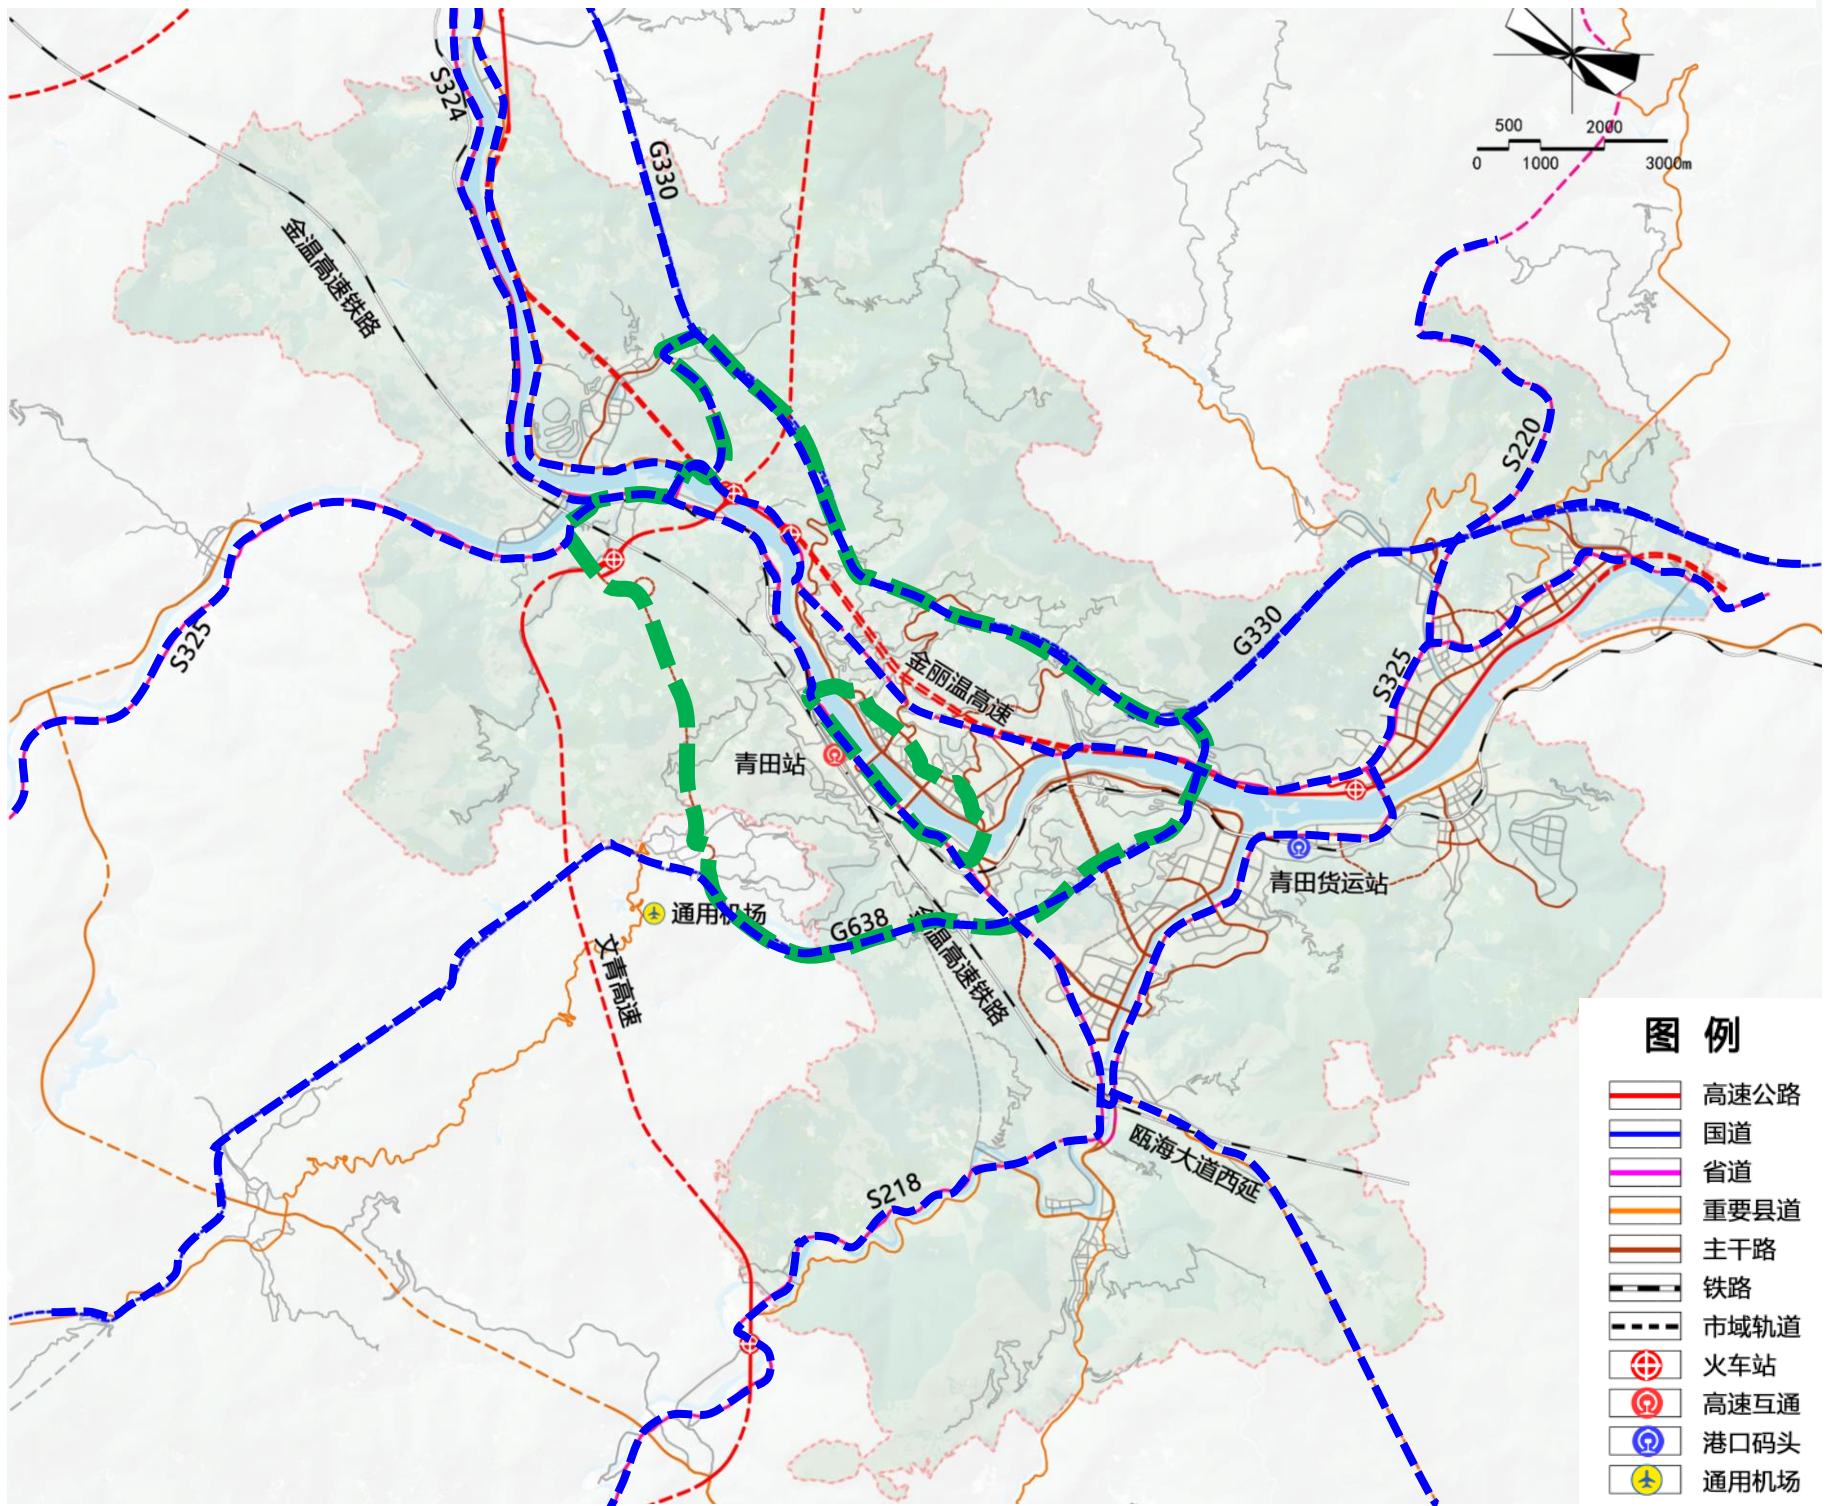 S324
G330
500
2000
0
1000
3000m
金温高速铁路
S220
S325
G330
金丽温高速
S325
青田站
青田货运站
通用机场
G638
金温高速铁路
文青高速
瓯海大道西延
S218
图 例
高速公路
国道
省道
重要县道
主干路
铁路
市域轨道
火车站
高速互通
港口码头
通用机场